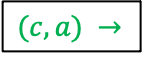 (c, a) →